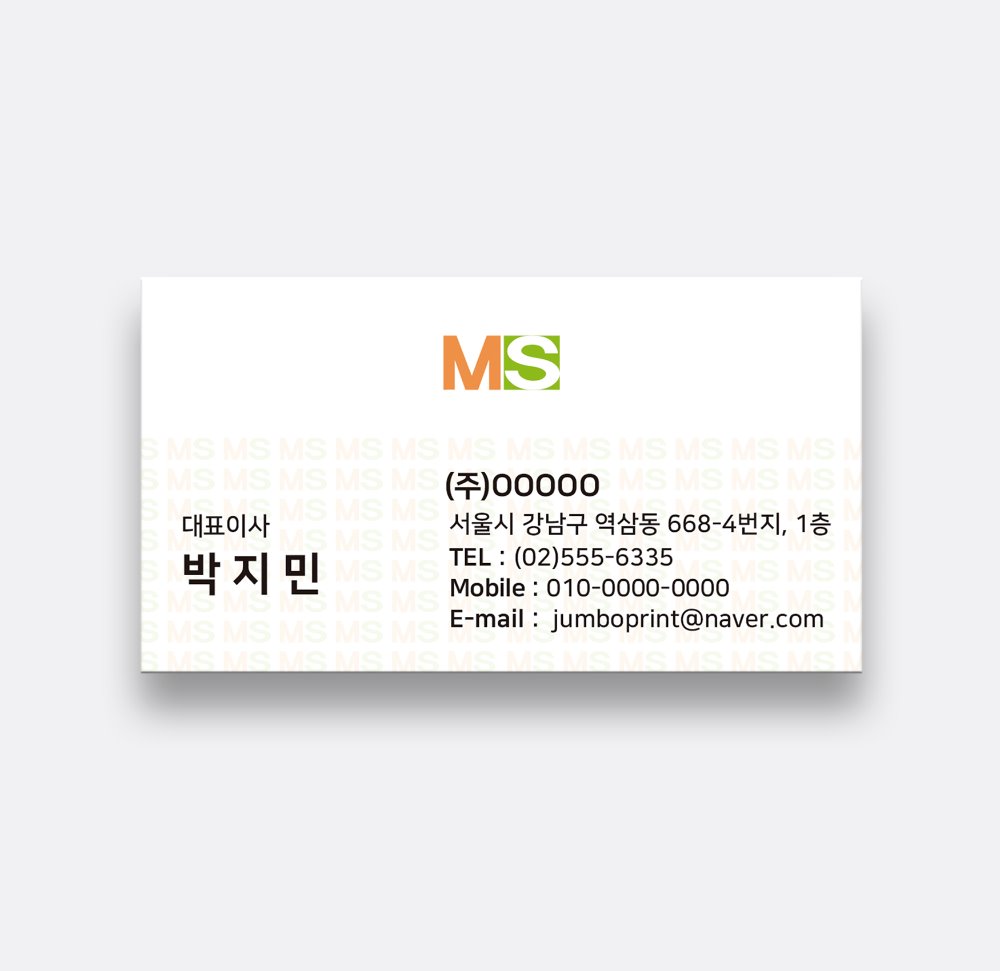 MS
대표이사
박 지 민
(주)OOOOO
서울시 강남구 역삼동 668-4번지, 1층
TEL : (02)555-6335
Mobile : 010-0000-0000
E-mail : jumboprint@naver.com